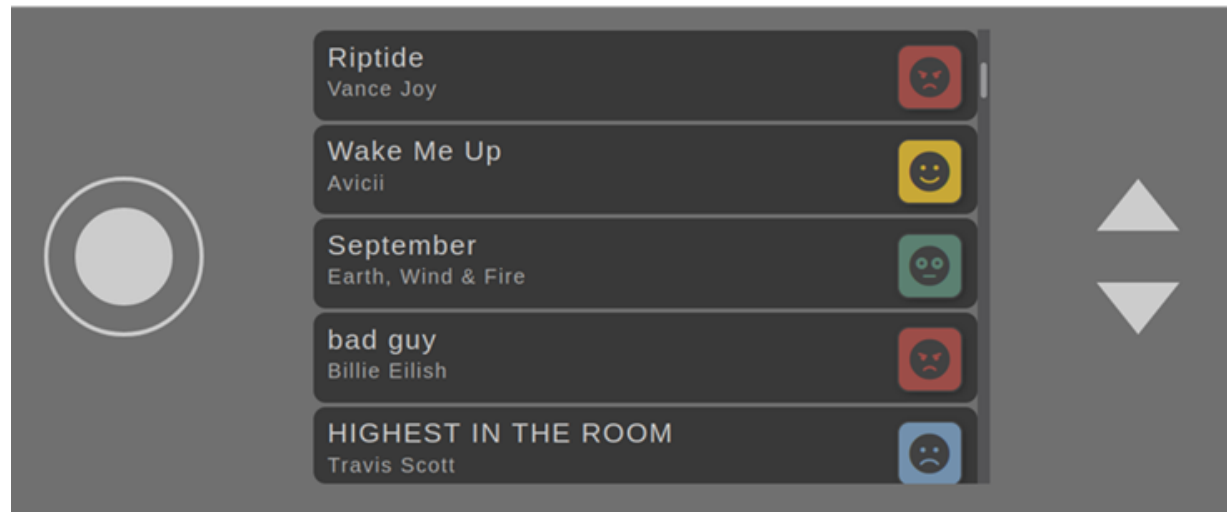 Riptide
Vance Joy
Wake Me Up
Avicii
September
Earth, Wind & Fire
bad guy
Billie Eilish
HIGHEST IN THE ROOM
Travis Scott